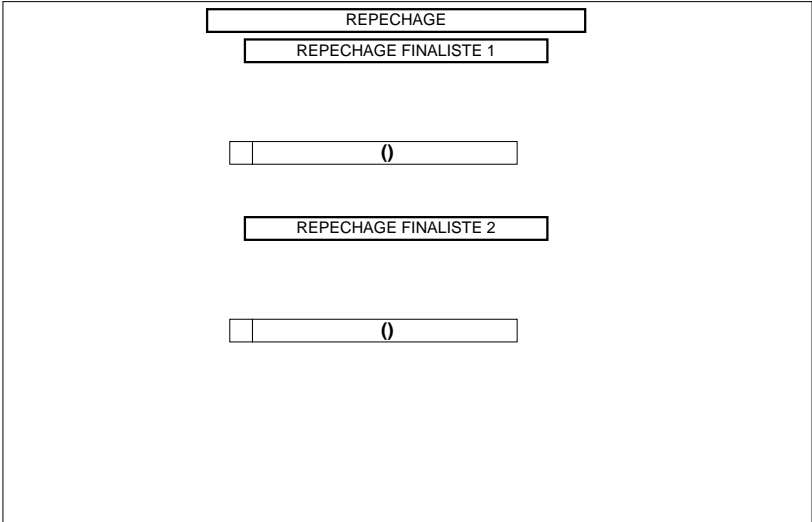 REPECHAGE
REPECHAGE FINALISTE 1
()
REPECHAGE FINALISTE 2
()